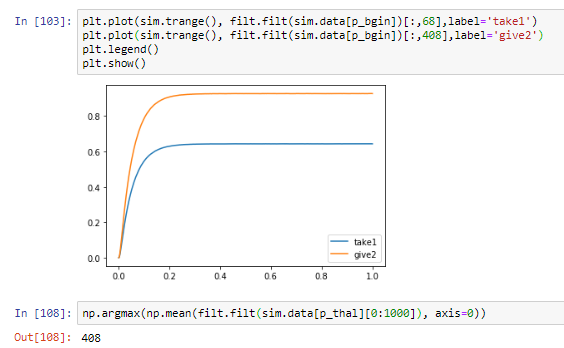 In [103]: plt.plot(sim.trange(), filt.filt(sim.data[p_bgin])[:,68],label='take1')
plt.plot(sim.trange(), filt.filt(sim.data[p_bgin])[:,408],label='give2')
plt.legend()
plt.show()
0.8
0.6
0.4
0.2
0.0
take1
give2
0.0 0.2 0.4 0.6 0.8 1.0
In [108]: np.argmax(np.mean(filt.filt(sim.data[p_thal][0:1000]), axis=0))
Out[108]: 408